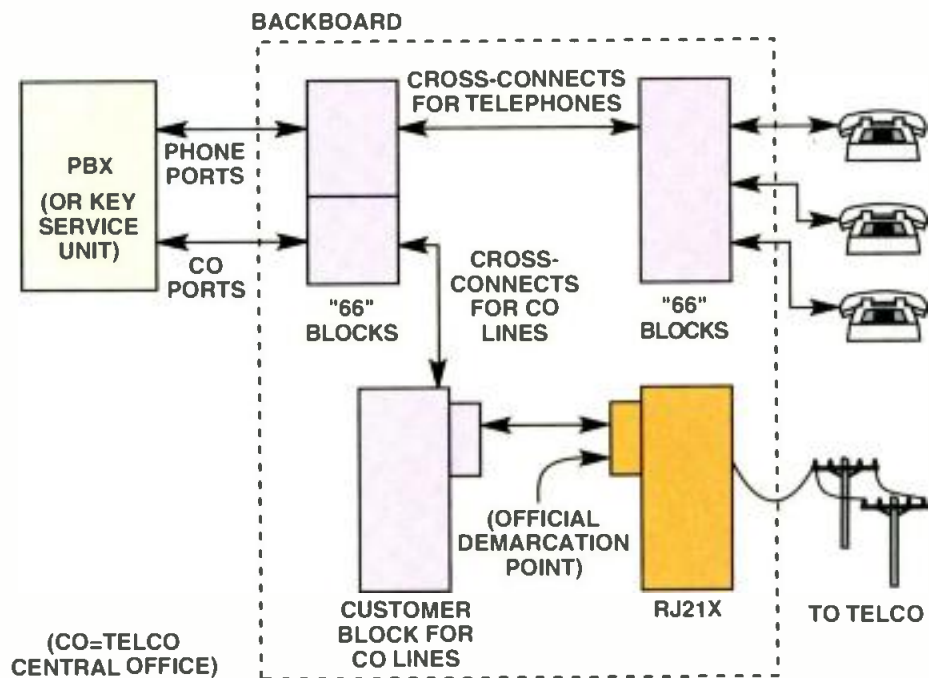 BACKBOARD
CROSS-CONNECTS
FOR TELEPHONES
PHONE
PORTS
PBX
(OR KEY
SERVICE
UNIT)
CO
PORTS
"66"
BLOCKS
CROSS-
CONNECTS
FOR CO
LINES
"66"
BLOCKS
(OFFICIAL
DEMARCATION
POINT)
CUSTOMER
BLOCK FOR
CO LINES
RJ21X
TO TELCO
(CO=TELCO
CENTRAL OFFICE)